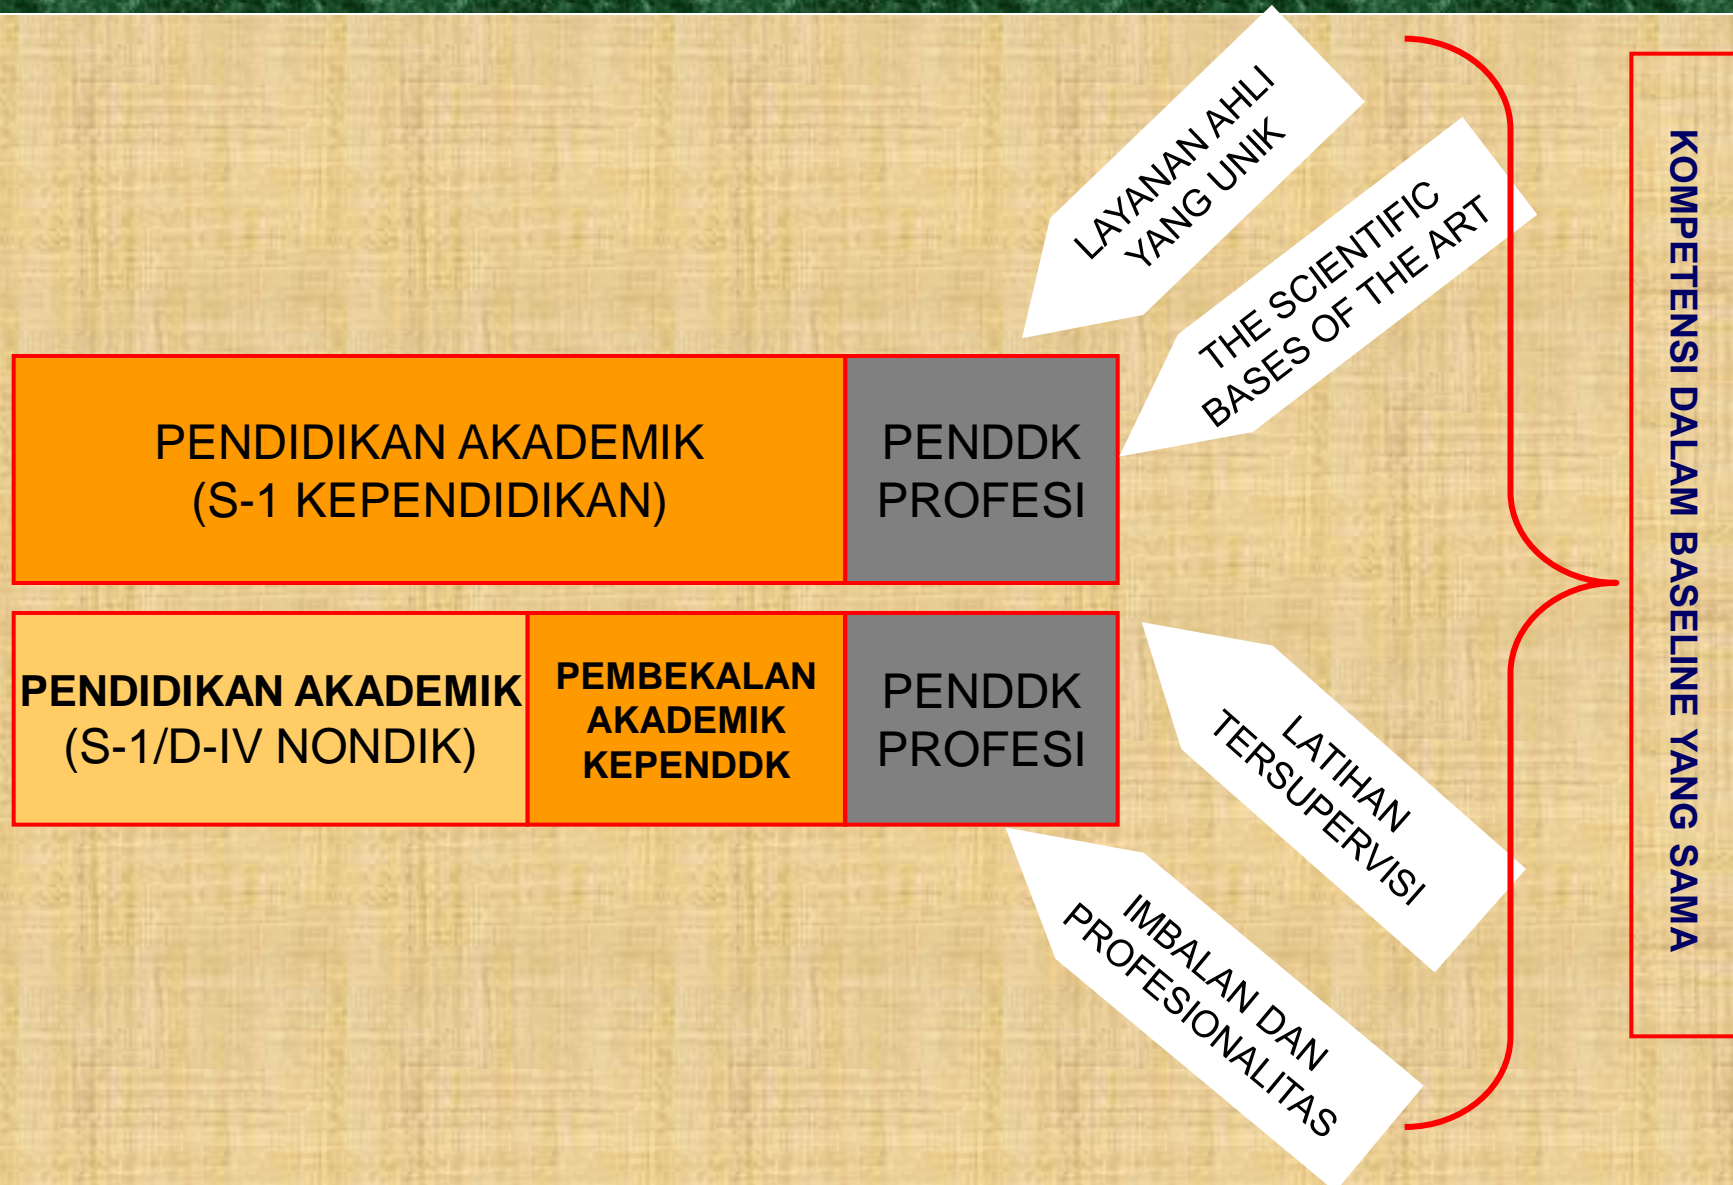 LAYANAN AHLI
YANG UNIK
THE SCIENTIFIC
BASES OF THE ART
PENDIDIKAN AKADEMIK
(S-1 KEPENDIDIKAN)
PENDDK
PROFESI
PENDIDIKAN AKADEMIK
(S-1/D-IV NONDIK)
PEMBEKALAN
AKADEMIK
KEPENDDK
PENDDK
PROFESI
LATIHAN
TERSUPERVISI
IMBALAN DAN
PROFESIONALITAS
KOMPETENSI DALAM BASELINE YANG SAMA